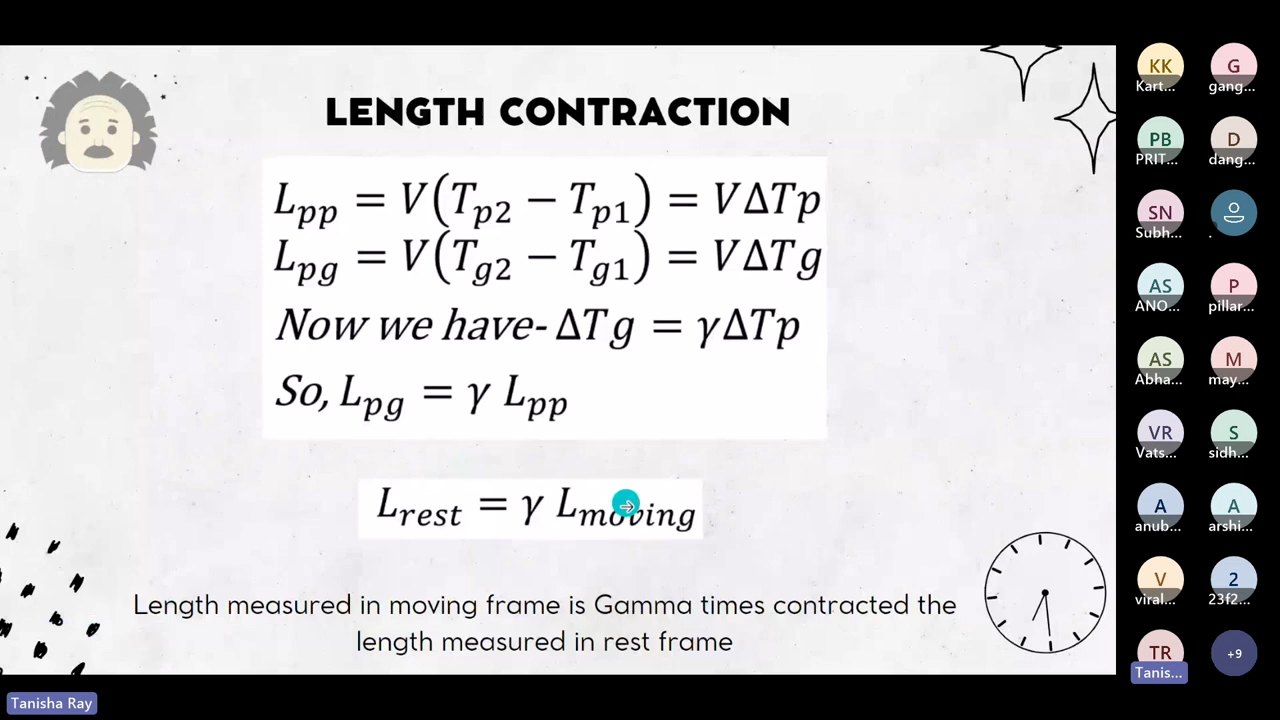 LENGTH CONTRACTION
L_pp = V(T_p2 − T_p1) = VΔTp
L_pg = V(T_g2 − T_g1) = VΔTg
Now we have- ΔTg = γΔTp
So, L_pg = γ L_pp
L_rest = γ L_moving
Length measured in moving frame is Gamma times contracted the
length measured in rest frame
KK G
Kart... gang...
PB D
PRIT... dang...
SN
Subh... .
AS P
ANO... pillar...
AS M
Abha... may...
VR S
Vats... sidh...
A A
anub... arshi...
V 2
viral... 23f2...
TR +9
Tanis...
Tanisha Ray